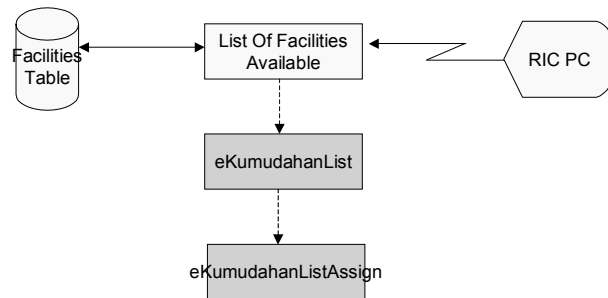 Facilities
Table
List Of Facilities
Available
RIC PC
eKumudahanList
eKumudahanListAssign